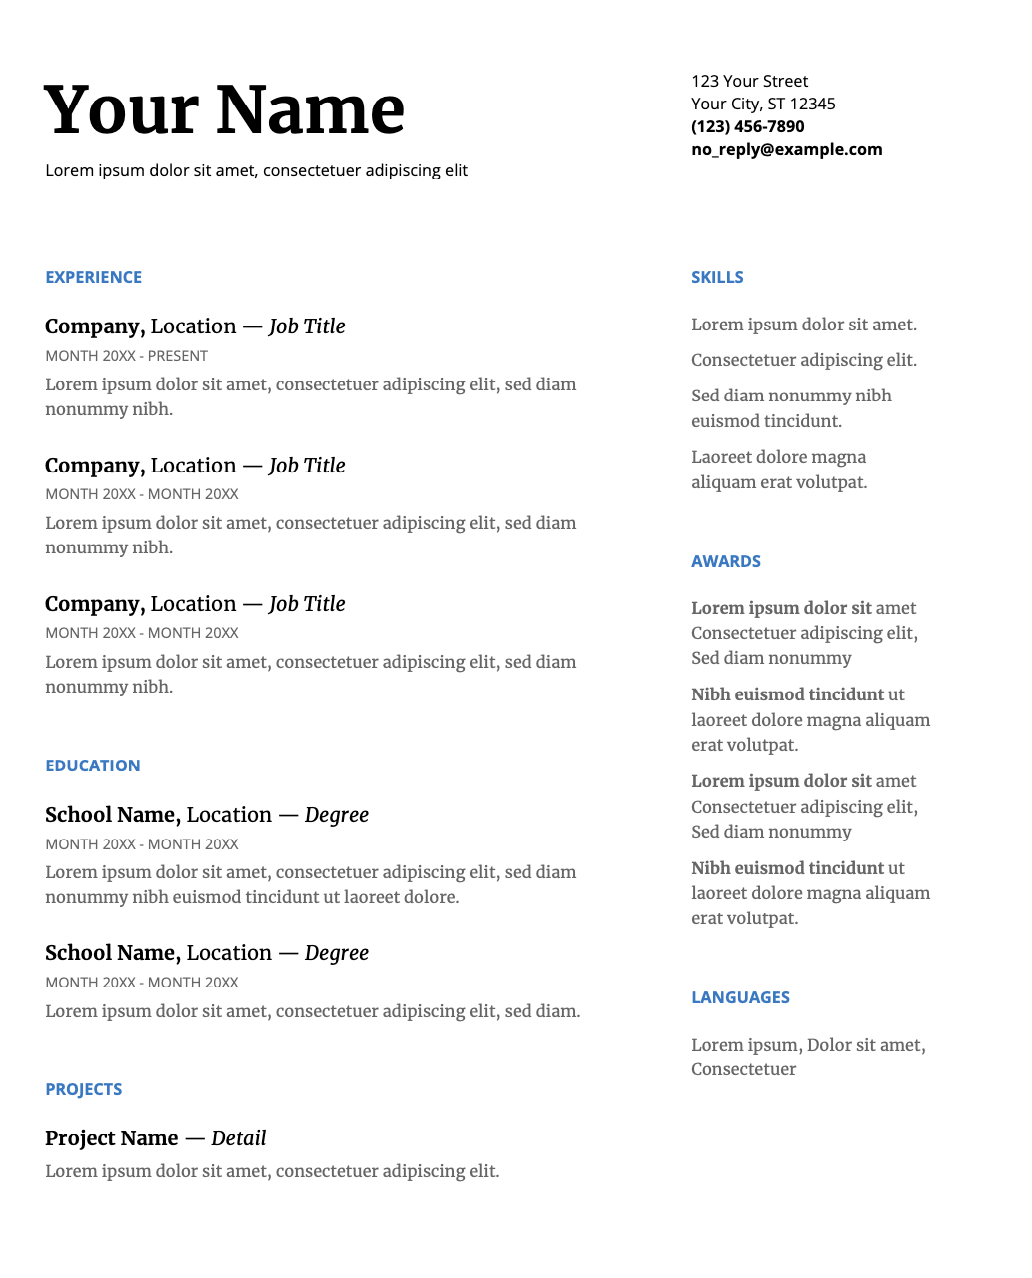 Your Name
Lorem ipsum dolor sit amet, consectetuer adipiscing elit
123 Your Street
Your City, ST 12345
(123) 456-7890
no_reply@example.com
EXPERIENCE
Company, Location — Job Title
MONTH 20XX - PRESENT
Lorem ipsum dolor sit amet, consectetuer adipiscing elit, sed diam
nonummy nibh.
Company, Location — Job Title
MONTH 20XX - MONTH 20XX
Lorem ipsum dolor sit amet, consectetuer adipiscing elit, sed diam
nonummy nibh.
Company, Location — Job Title
MONTH 20XX - MONTH 20XX
Lorem ipsum dolor sit amet, consectetuer adipiscing elit, sed diam
nonummy nibh.
EDUCATION
School Name, Location — Degree
MONTH 20XX - MONTH 20XX
Lorem ipsum dolor sit amet, consectetuer adipiscing elit, sed diam
nonummy nibh euismod tincidunt ut laoreet dolore.
School Name, Location — Degree
MONTH 20XX - MONTH 20XX
Lorem ipsum dolor sit amet, consectetuer adipiscing elit, sed diam.
PROJECTS
Project Name — Detail
Lorem ipsum dolor sit amet, consectetuer adipiscing elit.
SKILLS
Lorem ipsum dolor sit amet.
Consectetuer adipiscing elit.
Sed diam nonummy nibh
euismod tincidunt.
Laoreet dolore magna
aliquam erat volutpat.
AWARDS
Lorem ipsum dolor sit amet
Consectetuer adipiscing elit,
Sed diam nonummy
Nibh euismod tincidunt ut
laoreet dolore magna aliquam
erat volutpat.
Lorem ipsum dolor sit amet
Consectetuer adipiscing elit,
Sed diam nonummy
Nibh euismod tincidunt ut
laoreet dolore magna aliquam
erat volutpat.
LANGUAGES
Lorem ipsum, Dolor sit amet,
Consectetuer